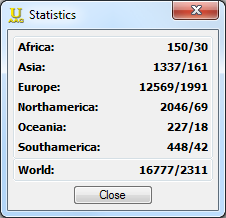 Statistics
Africa: 150/30
Asia: 1337/161
Europe: 12569/1991
Northamerica: 2046/69
Oceania: 227/18
Southamerica: 448/42
World: 16777/2311
Close